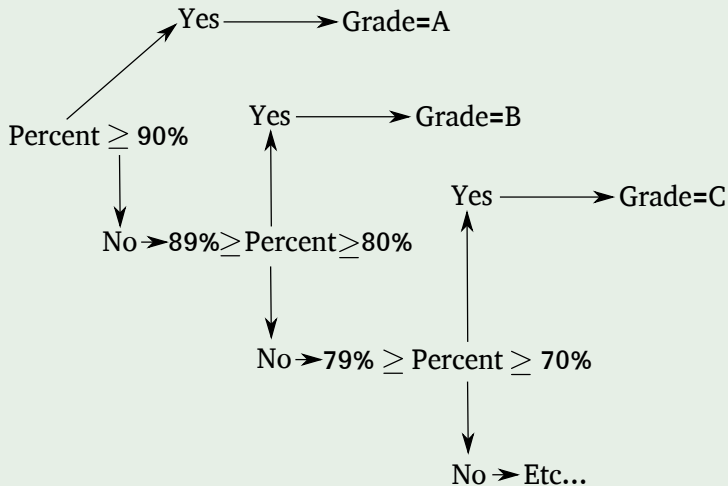 Yes Grade=A
Percent ≥ 90%
Yes Grade=B
No 89%≥Percent≥80%
Yes Grade=C
No 79% ≥ Percent ≥ 70%
No Etc...